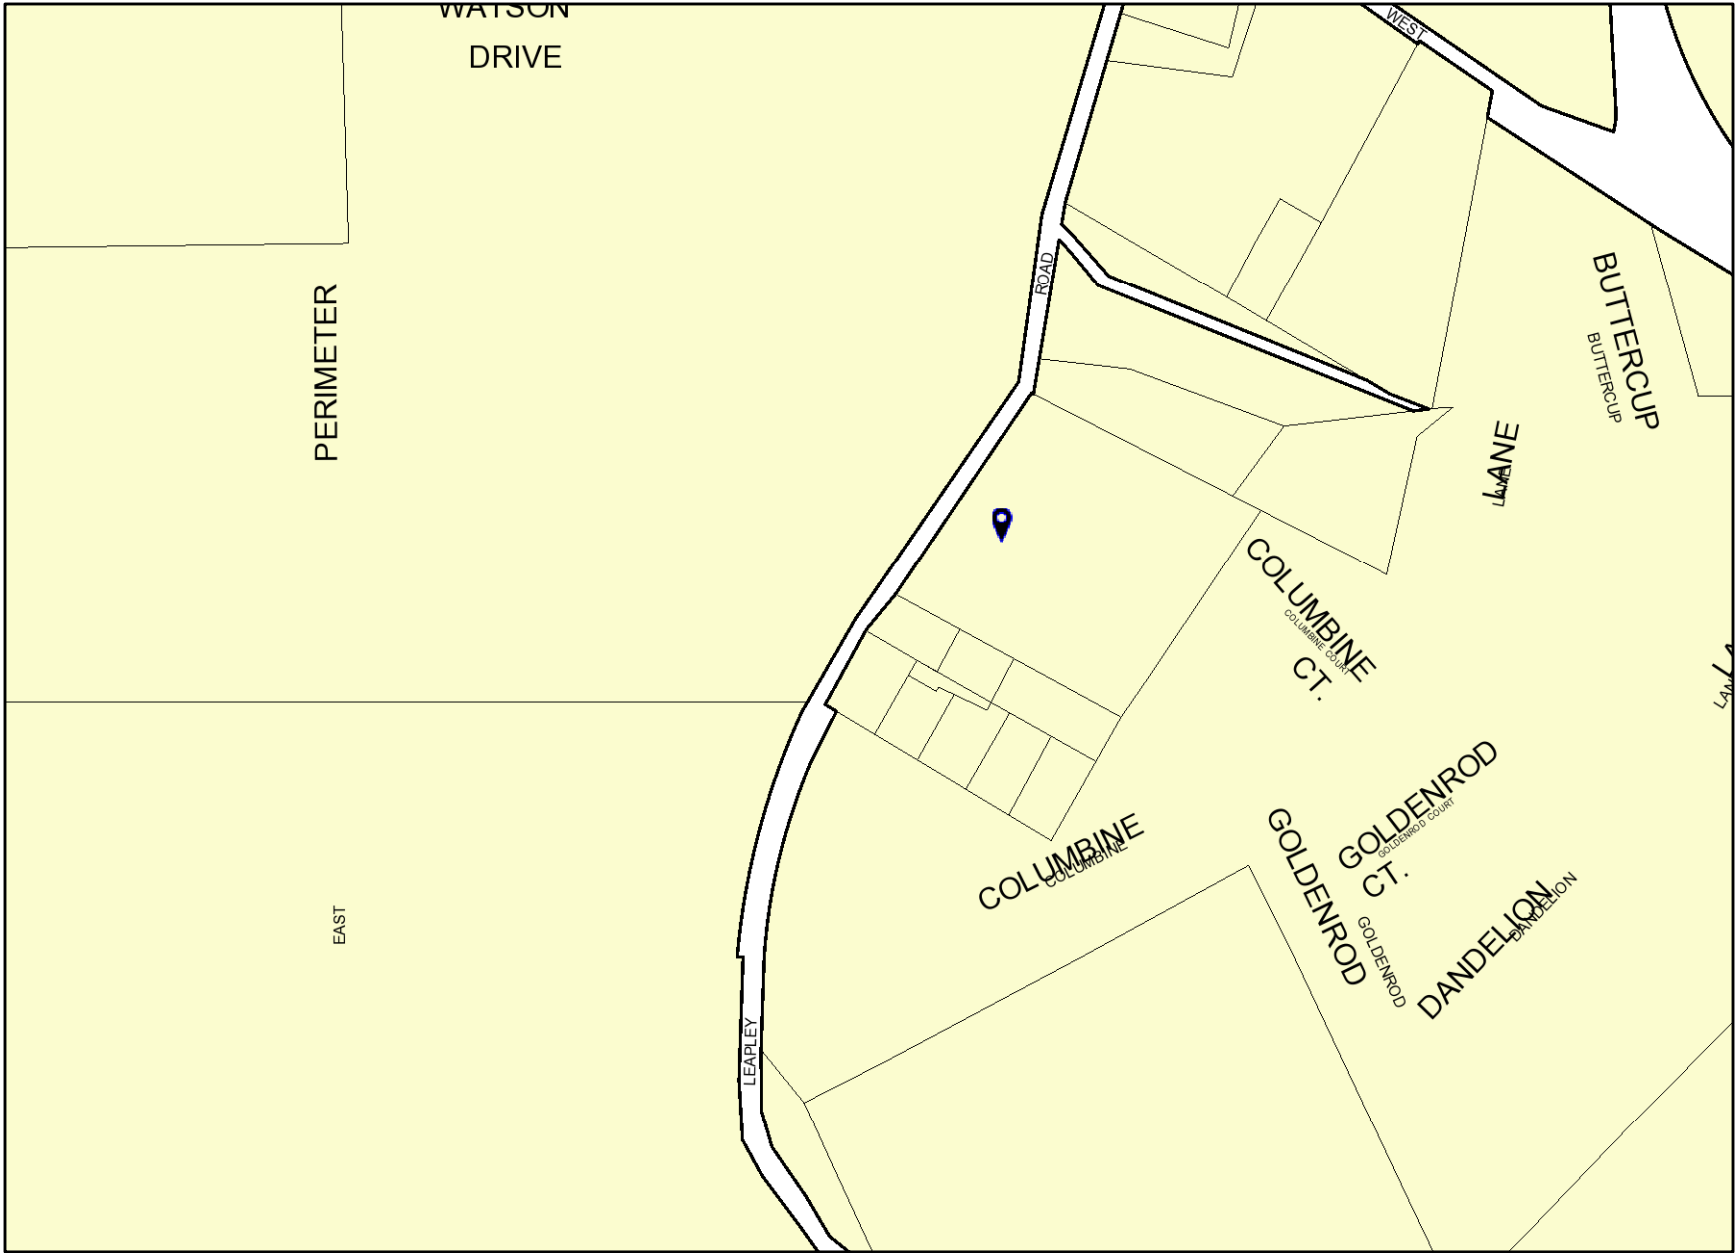 WATSON
DRIVE
WEST
ROAD
PERIMETER
BUTTERCUP
BUTTERCUP
LANE
LANE
COLUMBINE
CT.
COLUMBINE COURT
GOLDENROD
CT.
GOLDENROD COURT
COLUMBINE
COLUMBINE
GOLDENROD
GOLDENROD
DANDELION
DANDELION
EAST
LEAPLEY